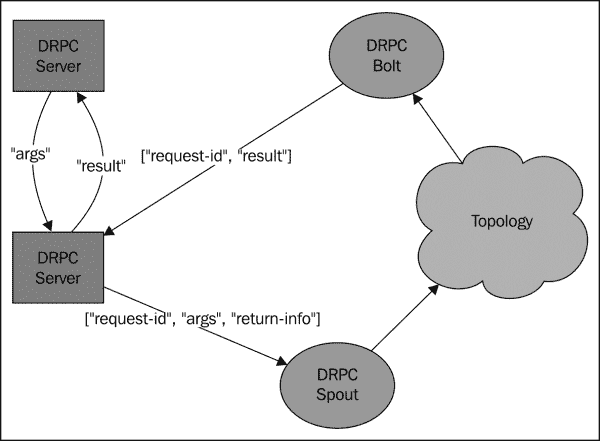 DRPC
Server
DRPC
Bolt
"args"
"result"
["request-id", "result"]
Topology
DRPC
Server
["request-id", "args", "return-info"]
DRPC
Spout